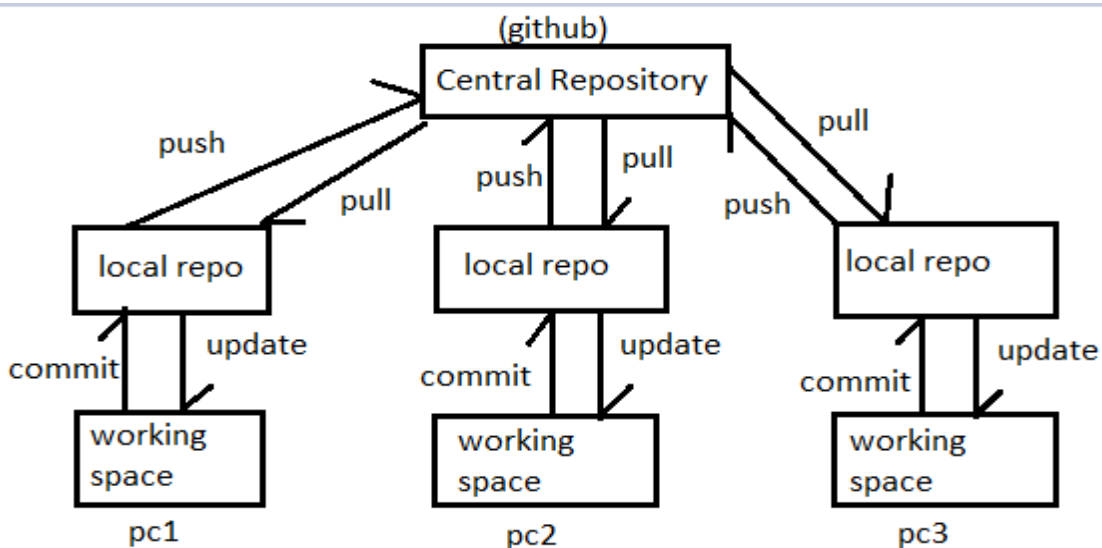 (github)
Central Repository
push
pull
push
pull
push
pull
local repo
local repo
local repo
commit
update
commit
update
commit
update
working
space
working
space
working
space
pc1
pc2
pc3